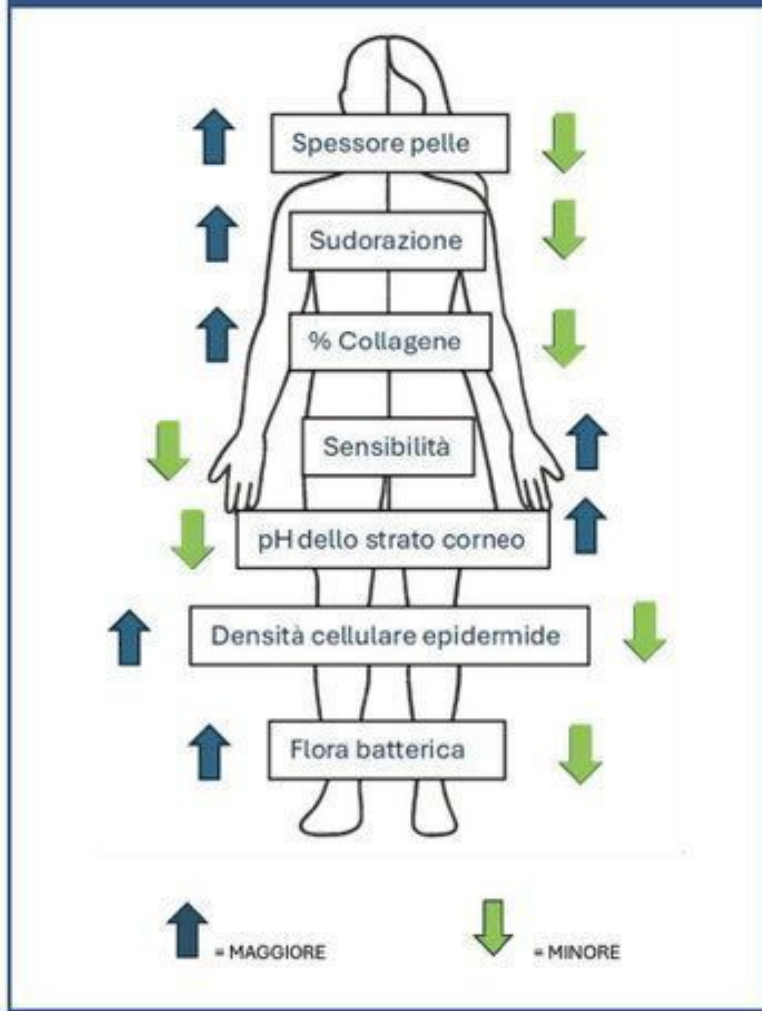 Spessore pelle
Sudorazione
% Collagene
Sensibilità
pH dello strato corneo
Densità cellulare epidermide
Flora batterica
= MAGGIORE
= MINORE